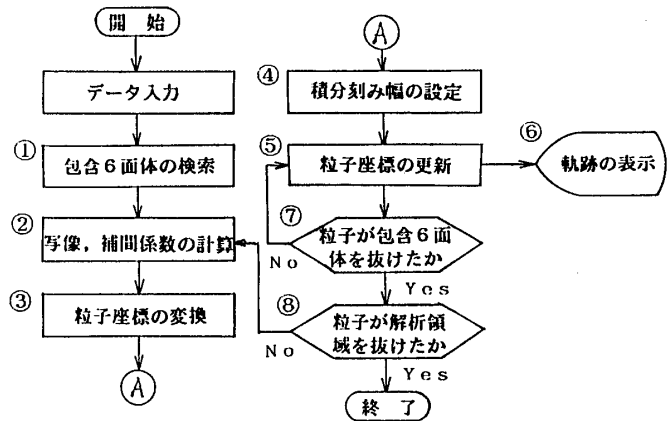 開始
データ入力
①
包含6面体の検索
②
写像,補間係数の計算
③
粒子座標の変換
A
A
④
積分刻み幅の設定
⑤
粒子座標の更新
⑥
軌跡の表示
⑦
粒子が包含6面
体を抜けたか
No
Yes
⑧
粒子が解析領
域を抜けたか
No
Yes
終了